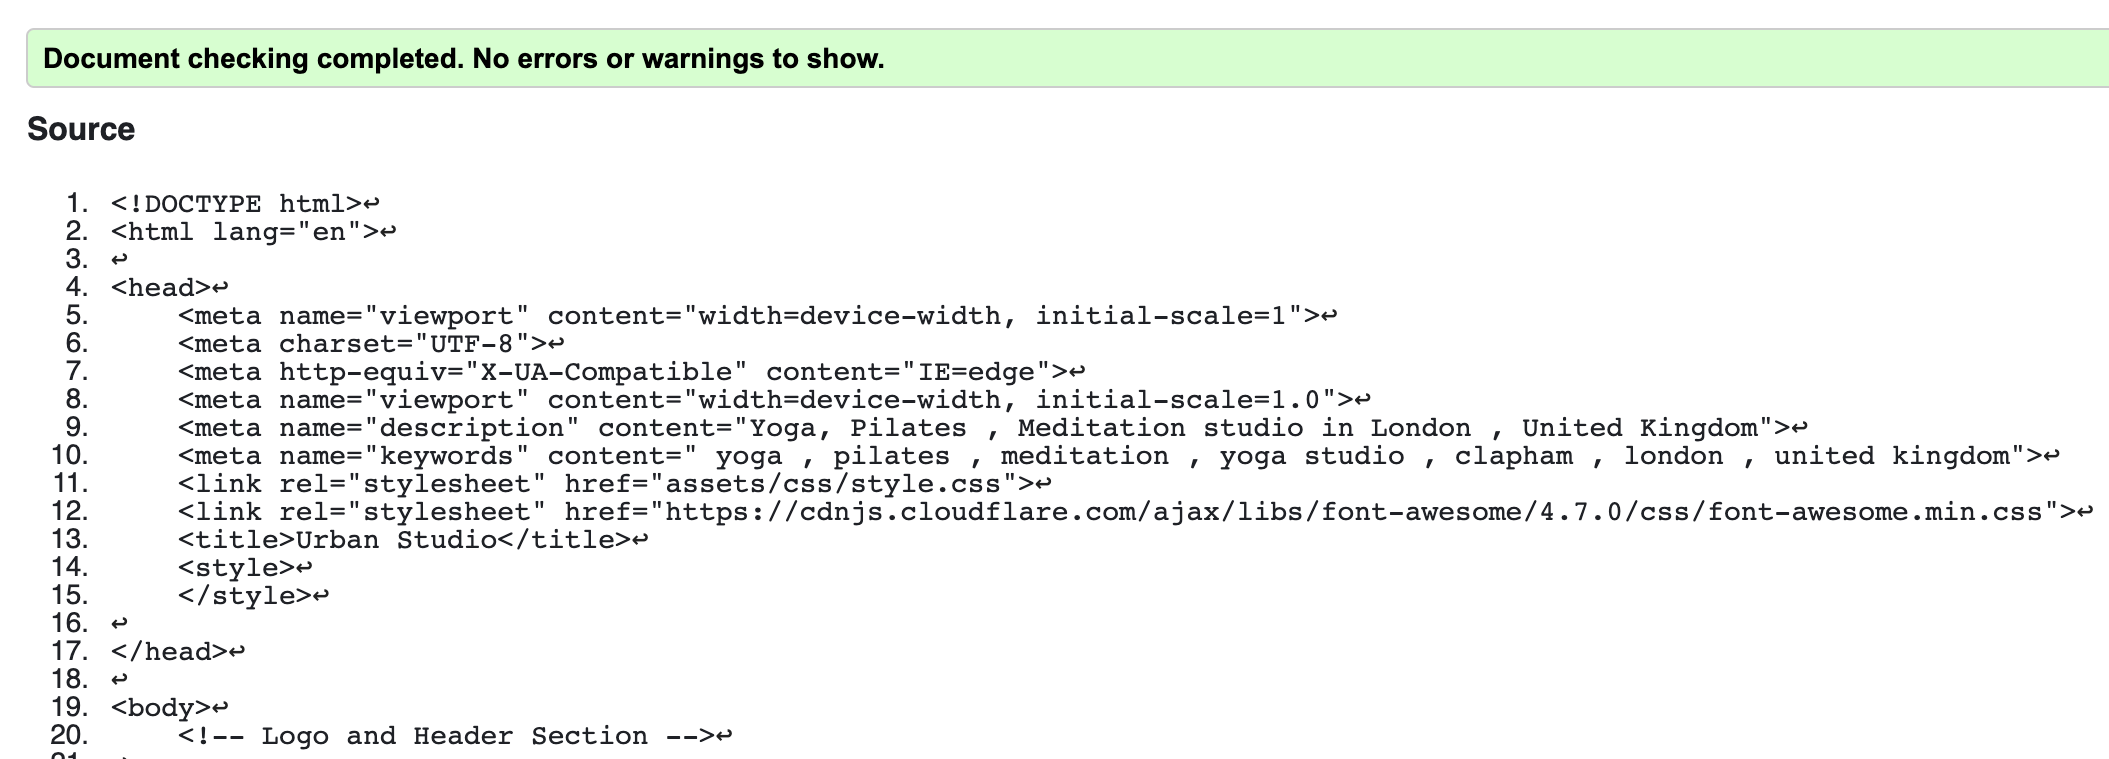 Document checking completed. No errors or warnings to show.
Source
1. <!DOCTYPE html>↩
2. <html lang="en">↩
3. ↩
4. <head>↩
5.     <meta name="viewport" content="width=device-width, initial-scale=1">↩
6.     <meta charset="UTF-8">↩
7.     <meta http-equiv="X-UA-Compatible" content="IE=edge">↩
8.     <meta name="viewport" content="width=device-width, initial-scale=1.0">↩
9.     <meta name="description" content="Yoga, Pilates , Meditation studio in London , United Kingdom">↩
10.     <meta name="keywords" content=" yoga , pilates , meditation , yoga studio , clapham , london , united kingdom">↩
11.     <link rel="stylesheet" href="assets/css/style.css">↩
12.     <link rel="stylesheet" href="https://cdnjs.cloudflare.com/ajax/libs/font-awesome/4.7.0/css/font-awesome.min.css">↩
13.     <title>Urban Studio</title>↩
14.     <style>↩
15.     </style>↩
16. ↩
17. </head>↩
18. ↩
19. <body>↩
20.     <!-- Logo and Header Section -->↩